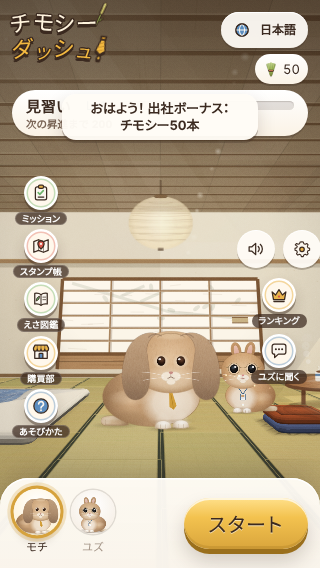 チモシー
ダッシュ!
日本語
50
見習い
次の昇進
おはよう! 出社ボーナス:
チモシー50本
ミッション
スタンプ帳
えさ図鑑
ランキング
購買部
ユズに聞く
あそびかた
スタート
モチ
ユズ